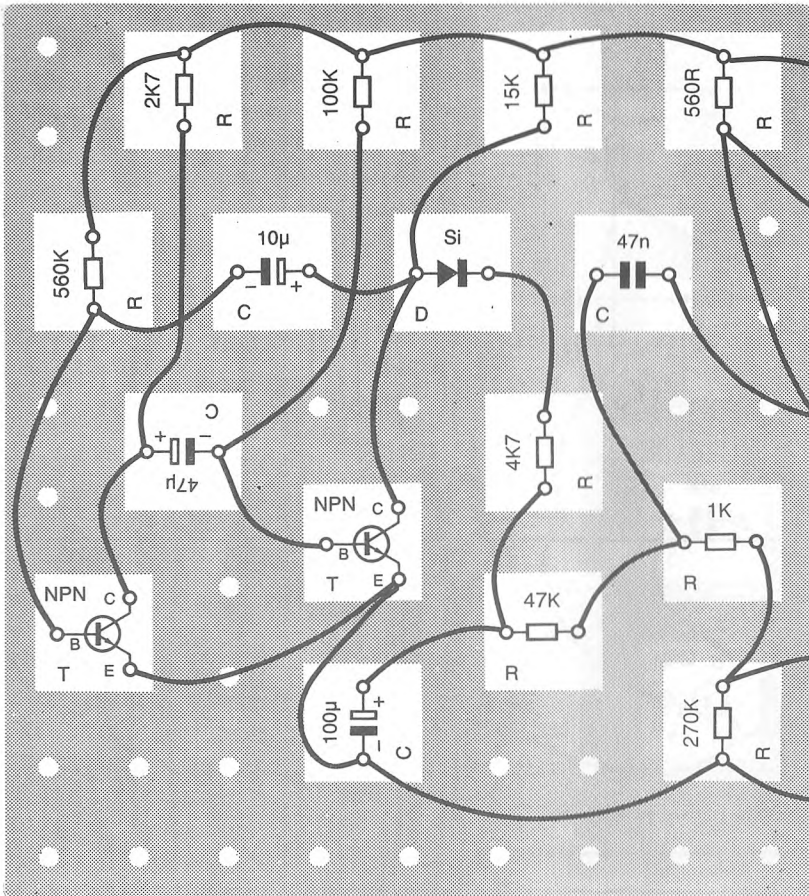 2K7
R
100K
R
15K
R
560R
R
560K
R
10μ
- +
C
Si
D
47n
C
C
+ -
47μ
4K7
R
NPN
C
B
T E
1K
R
NPN
C
B
T E
47K
R
100μ
+
-
C
270K
R